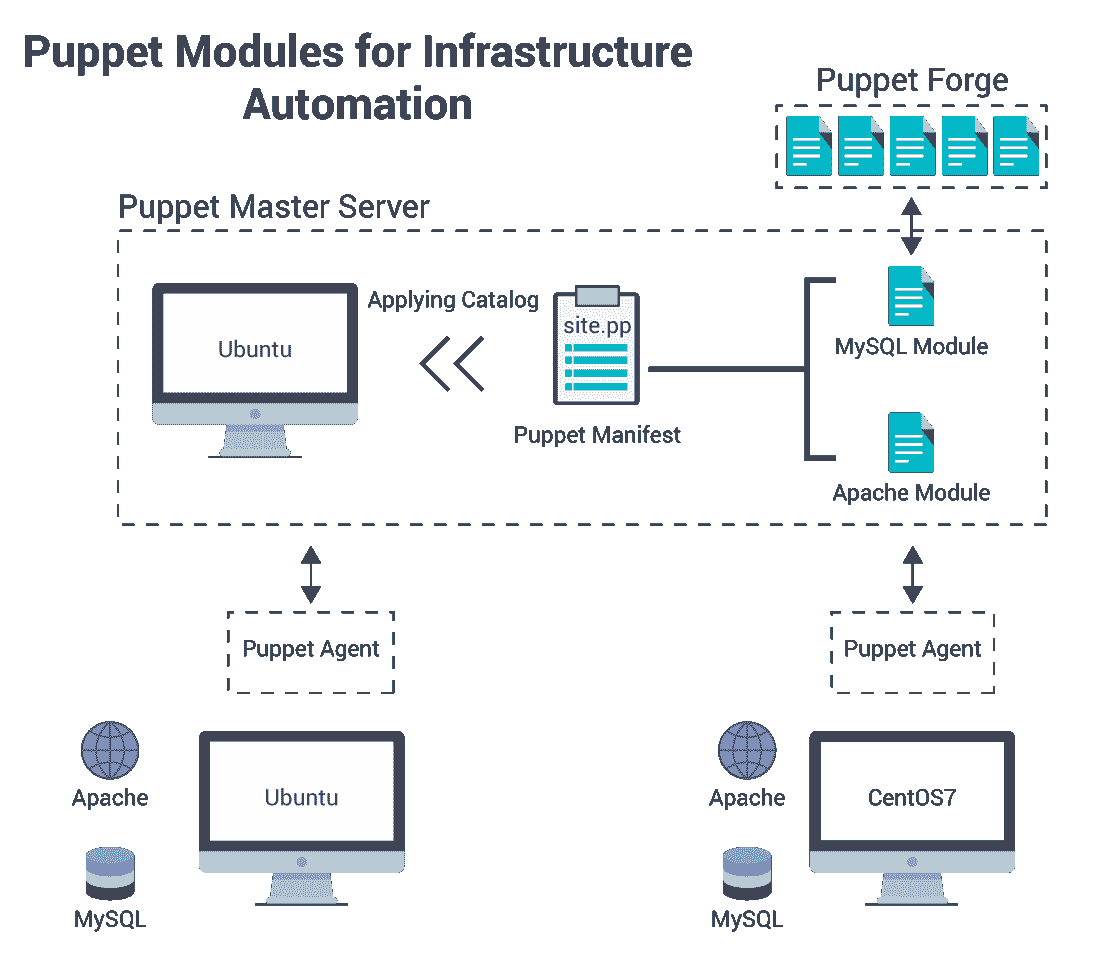 Puppet Modules for Infrastructure
Automation
Puppet Forge
Puppet Master Server
Ubuntu
Applying Catalog
site.pp
Puppet Manifest
MySQL Module
Apache Module
Puppet Agent
Puppet Agent
Apache
Ubuntu
MySQL
Apache
CentOS7
MySQL